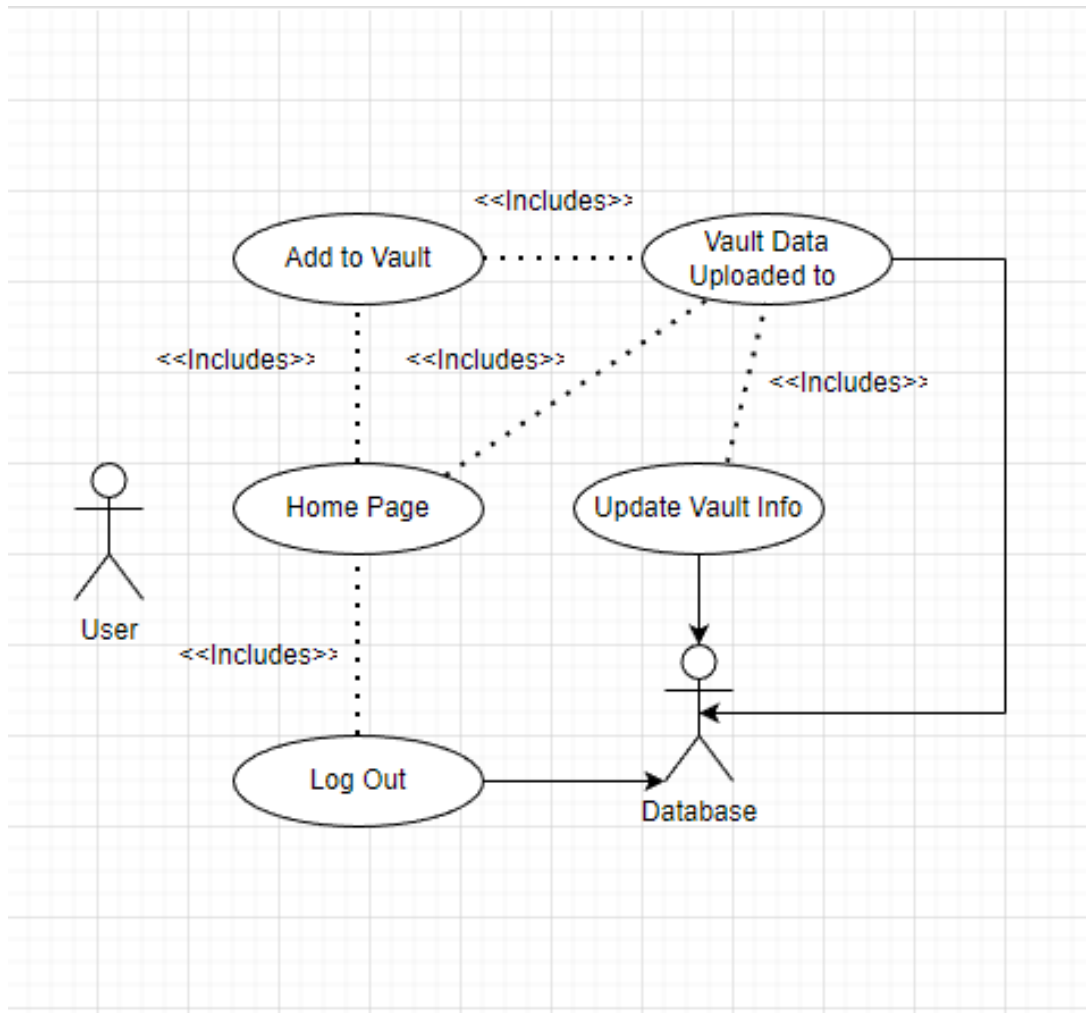 <<Includes>>
Add to Vault
Vault Data
Uploaded to
<<Includes>>
<<Includes>>
<<Includes>>
Home Page
Update Vault Info
User
<<Includes>>
Log Out
Database